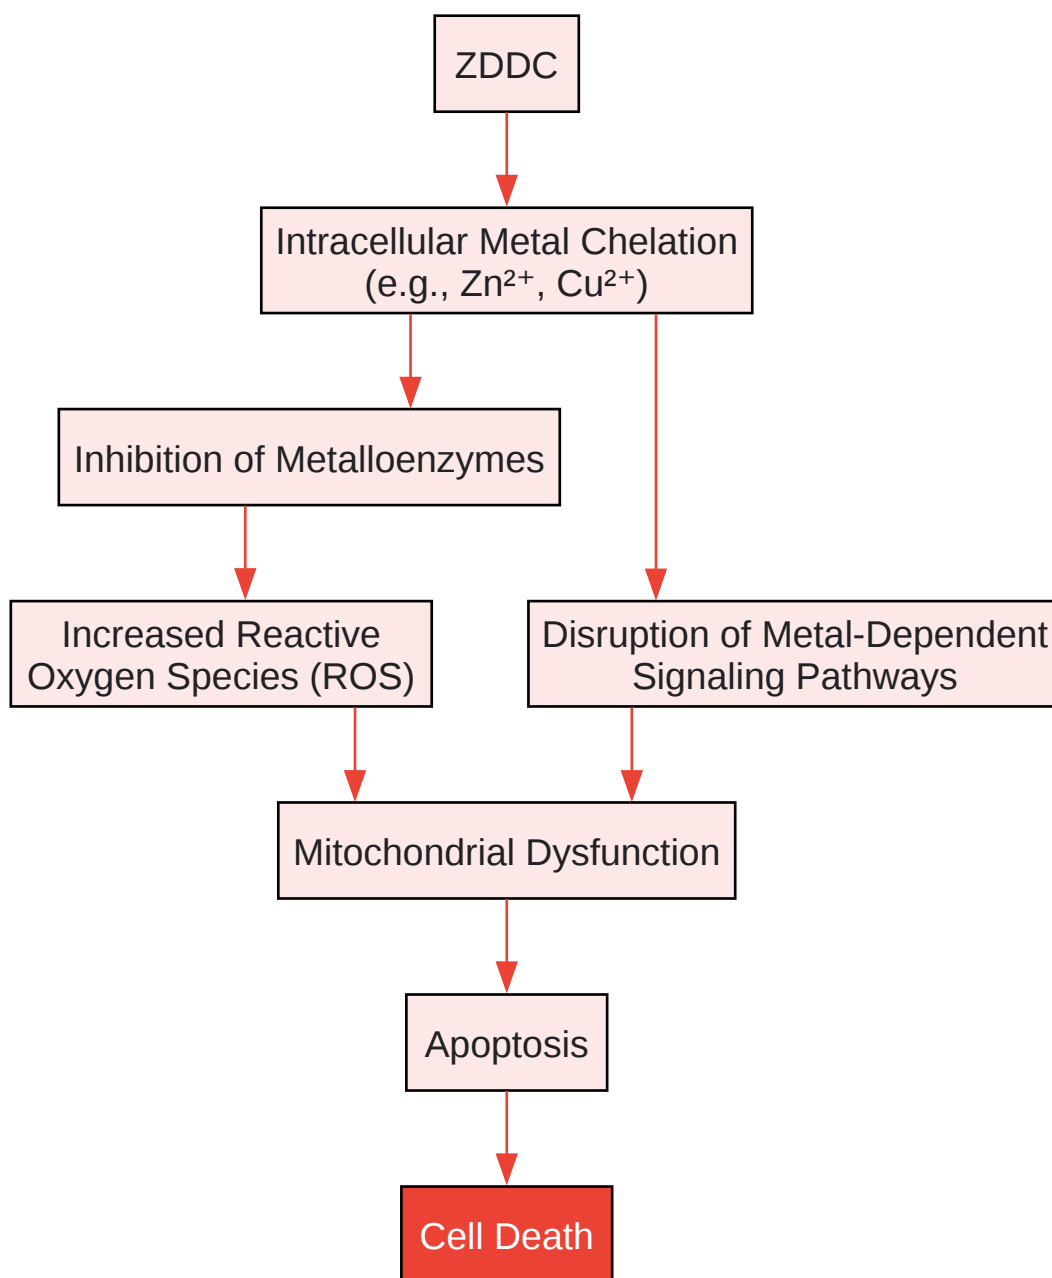 ZDDC
Intracellular Metal Chelation
(e.g., Zn²⁺, Cu²⁺)
Inhibition of Metalloenzymes
Increased Reactive
Oxygen Species (ROS)
Disruption of Metal-Dependent
Signaling Pathways
Mitochondrial Dysfunction
Apoptosis
Cell Death